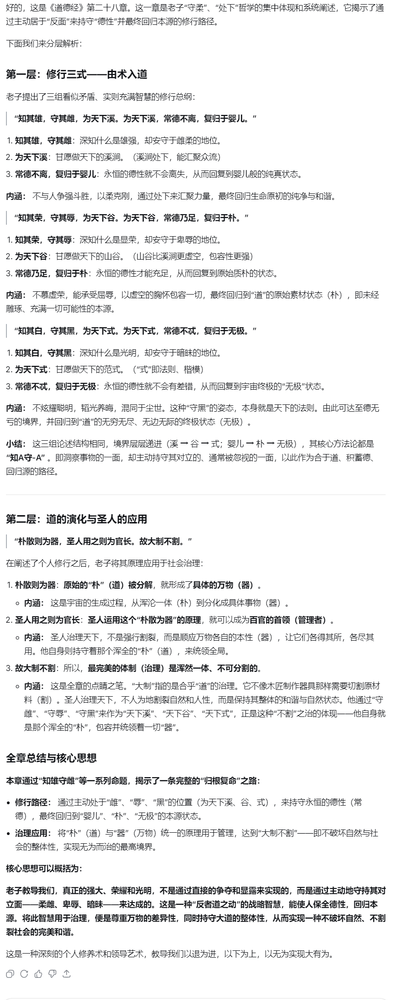 好的，这是《道德经》第二十八章。这一章是老子“守柔”、“处下”哲学的集中体现和系统阐述，它揭示了通
过主动居于“反面”来持守“德性”并最终回归本源的修行路径。
下面我们来分层解析：
第一层：修行三式——由术入道
老子提出了三组看似矛盾、实则充满智慧的修行总纲：
“知其雄，守其雌，为天下溪。为天下溪，常德不离，复归于婴儿。”
1. 知其雄，守其雌：深知什么是雄强，却安守于雌柔的地位。
2. 为天下溪：甘愿做天下的溪涧。（溪涧处下，能汇聚众流）
3. 常德不离，复归于婴儿：永恒的德性就不会离失，从而回复到婴儿般的纯真状态。
内涵： 不与人争强斗胜，以柔克刚，通过处下来汇聚力量，最终回归生命原初的纯净与和谐。
“知其荣，守其辱，为天下谷。为天下谷，常德乃足，复归于朴。”
1. 知其荣，守其辱：深知什么是显荣，却安守于卑辱的地位。
2. 为天下谷：甘愿做天下的山谷。（山谷比溪涧更虚空，包容性更强）
3. 常德乃足，复归于朴：永恒的德性才能充足，从而回复到原始质朴的状态。
内涵： 不慕虚荣，能承受屈辱，以虚空的胸怀包容一切，最终回归到“道”的原始素材状态（朴），即未经
雕琢、充满一切可能性的本源。
“知其白，守其黑，为天下式。为天下式，常德不忒，复归于无极。”
1. 知其白，守其黑：深知什么是光明，却安守于暗昧的地位。
2. 为天下式：甘愿做天下的范式。（“式”即法则、楷模）
3. 常德不忒，复归于无极：永恒的德性就不会有差错，从而回复到宇宙终极的“无极”状态。
内涵： 不炫耀聪明，韬光养晦，混同于尘世。这种“守黑”的姿态，本身就是天下的法则。由此可达至德无
亏的境界，并回归到“道”的无穷无尽、无边无际的终极状态（无极）。
小结： 这三组论述结构相同，境界层层递进（溪 → 谷 → 式；婴儿 → 朴 → 无极），其核心方法论都是
“知A守-A” 。即洞察事物的一面，却主动持守其对立的、通常被忽视的一面，以此作为合于道、积蓄德、
回归源的路径。
第二层：道的演化与圣人的应用
“朴散则为器，圣人用之则为官长。故大制不割。”
在阐述了个人修行之后，老子将其原理应用于社会治理：
1. 朴散则为器：原始的“朴”（道）被分解，就形成了具体的万物（器）。
○ 内涵： 这是宇宙的生成过程，从浑沦一体（朴）到分化成具体事物（器）。
2. 圣人用之则为官长：圣人运用这个“朴散为器”的原理，就可以成为百官的首领（管理者）。
○ 内涵： 圣人治理天下，不是强行割裂，而是顺应万物各自的本性（器），让它们各得其所，各尽其
用。他自身则持守着那个浑全的“朴”（道），来统领全局。
3. 故大制不割：所以，最完美的体制（治理）是浑然一体、不可分割的。
○ 内涵： 这是全章的点睛之笔。“大制”指的是合乎“道”的治理。它不像木匠制作器具那样需要切割原材
料（割）。圣人治理天下，不人为地割裂自然和人性，而是保持其整体的和谐与自然状态。他通过“守
雌”、“守辱”、“守黑”来作为“天下溪”、“天下谷”、“天下式”，正是这种“不割”之治的体现——他自身就
是那个浑全的“朴”，包容并统领着一切“器”。
全章总结与核心思想
本章通过“知雄守雌”等一系列命题，揭示了一条完整的“归根复命”之路：
• 修行路径： 通过主动处于“雌”、“辱”、“黑”的位置（为天下溪、谷、式），来持守永恒的德性（常
德），最终回归到“婴儿”、“朴”、“无极”的本源状态。
• 治理应用： 将“朴”（道）与“器”（万物）统一的原理用于管理，达到“大制不割”——即不破坏自然与社
会的整体性，实现无为而治的最高境界。
核心思想可以概括为：
老子教导我们，真正的强大、荣耀和光明，不是通过直接的争夺和显露来实现的，而是通过主动地守持其对
立面——柔雌、卑辱、暗昧——来达成的。这是一种“反者道之动”的战略智慧，能使人保全德性，回归本
源。将此智慧用于治理，便是尊重万物的差异性，同时持守大道的整体性，从而实现一种不破坏自然、不割
裂社会的完美和谐。
这是一种深刻的个人修养术和领导艺术，教导我们以退为进，以下为上，以无为实现大有为。